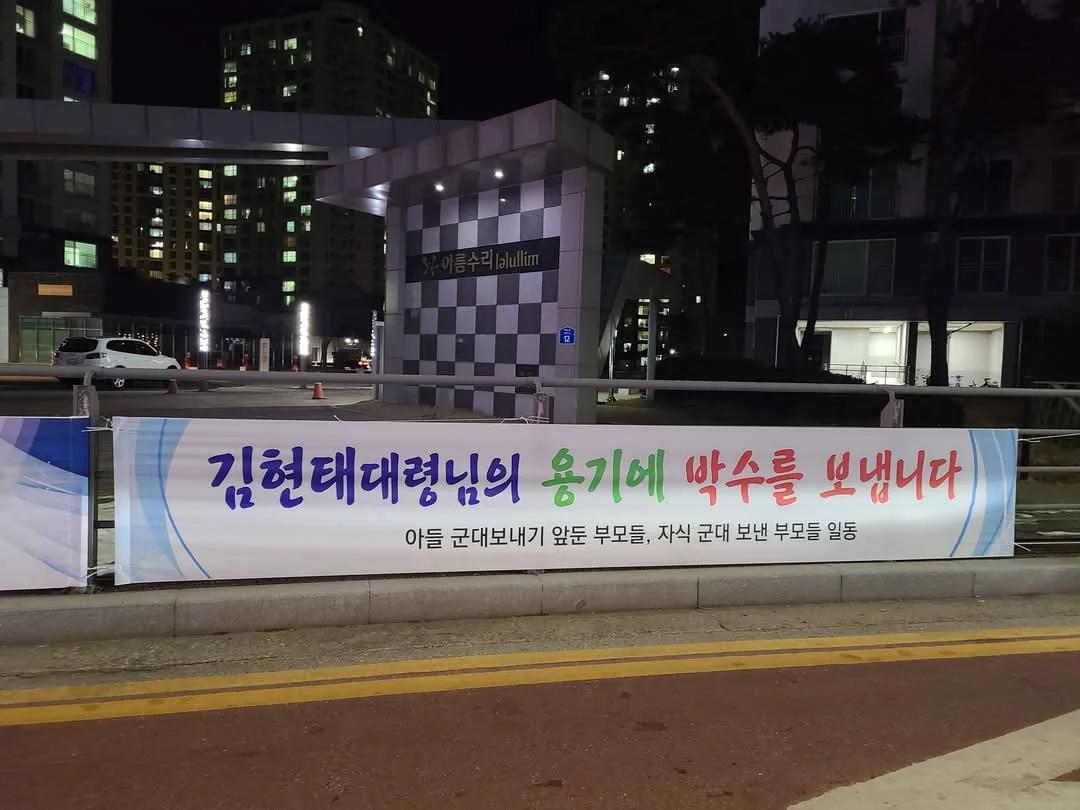 아름수리
12
김현태대령님의 용기에 박수를 보냅니다
아들 군대보내기 앞둔 부모들, 자식 군대 보낸 부모들 일동